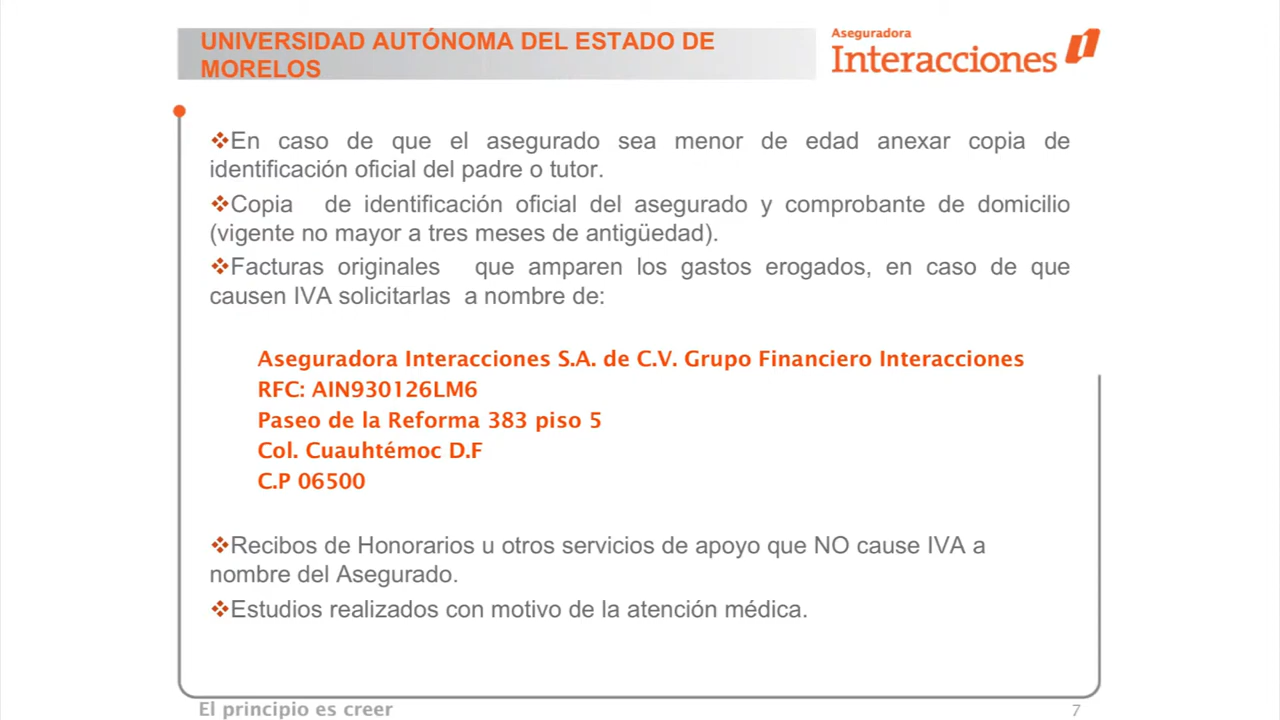 UNIVERSIDAD AUTÓNOMA DEL ESTADO DE
MORELOS
Aseguradora
Interacciones
❖En caso de que el asegurado sea menor de edad anexar copia de
identificación oficial del padre o tutor.
❖Copia de identificación oficial del asegurado y comprobante de domicilio
(vigente no mayor a tres meses de antigüedad).
❖Facturas originales que amparen los gastos erogados, en caso de que
causen IVA solicitarlas a nombre de:
Aseguradora Interacciones S.A. de C.V. Grupo Financiero Interacciones
RFC: AIN930126LM6
Paseo de la Reforma 383 piso 5
Col. Cuauhtémoc D.F
C.P 06500
❖Recibos de Honorarios u otros servicios de apoyo que NO cause IVA a
nombre del Asegurado.
❖Estudios realizados con motivo de la atención médica.
El principio es creer
7